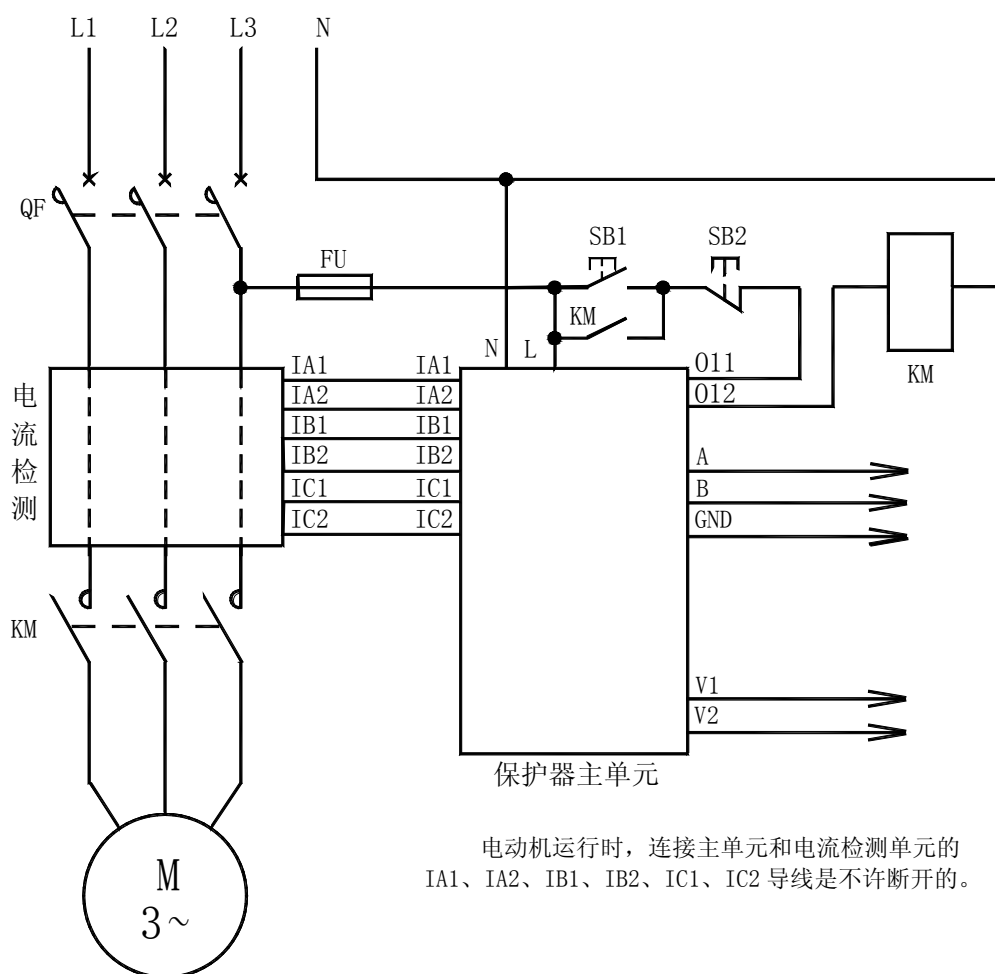 L1 L2 L3 N
QF
FU
SB1 SB2
KM
N L
KM
O11
O12
IA1 IA1
IA2 IA2
IB1 IB1
IB2 IB2
IC1 IC1
IC2 IC2
电流检测
A
B
GND
KM
V1
V2
保护器主单元
M
3~
电动机运行时，连接主单元和电流检测单元的
IA1、IA2、IB1、IB2、IC1、IC2 导线是不许断开的。